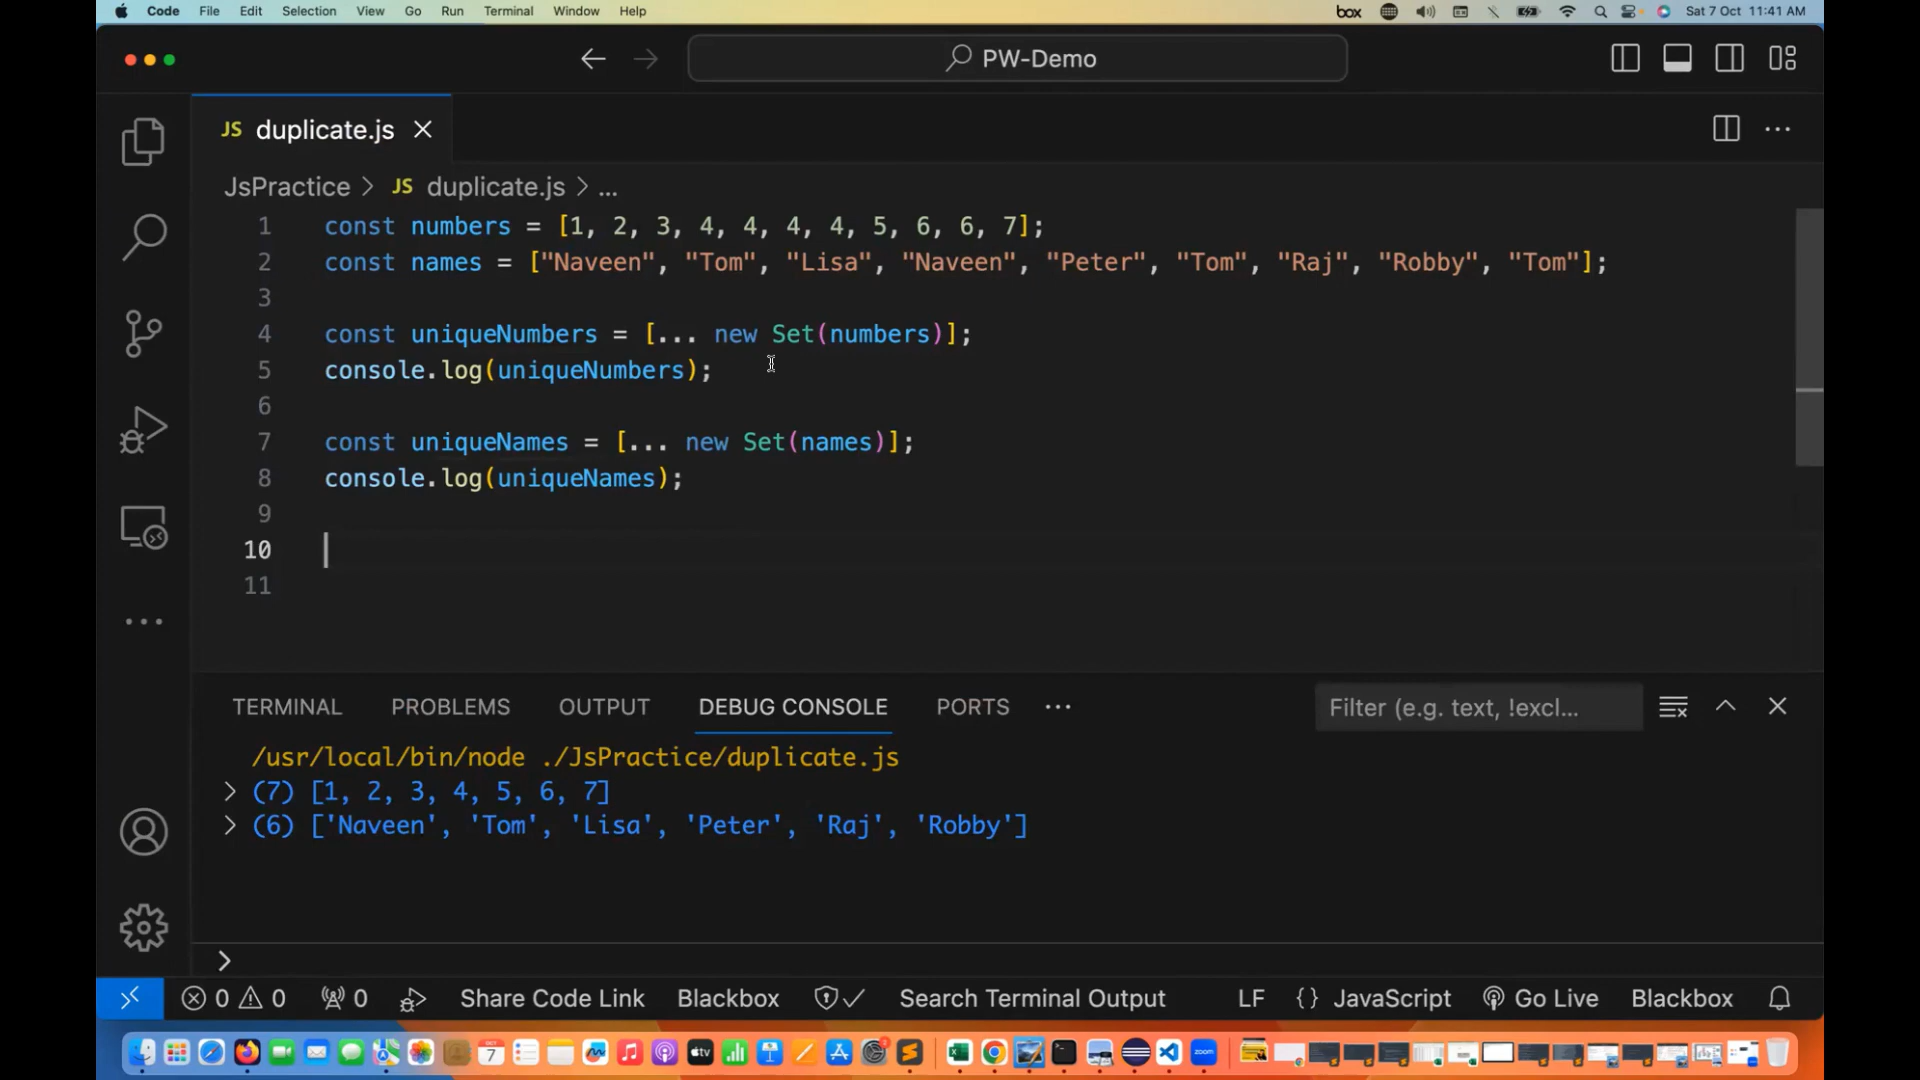 Code File Edit Selection View Go Run Terminal Window Help box Sat 7 Oct 11:41 AM
PW-Demo
JS duplicate.js
JsPractice > JS duplicate.js > ...
1 const numbers = [1, 2, 3, 4, 4, 4, 4, 5, 6, 6, 7];
2 const names = ["Naveen", "Tom", "Lisa", "Naveen", "Peter", "Tom", "Raj", "Robby", "Tom"];
3
4 const uniqueNumbers = [... new Set(numbers)];
5 console.log(uniqueNumbers);
6
7 const uniqueNames = [... new Set(names)];
8 console.log(uniqueNames);
9
10
11
TERMINAL PROBLEMS OUTPUT DEBUG CONSOLE PORTS ... Filter (e.g. text, !excl...
/usr/local/bin/node ./JsPractice/duplicate.js
> (7) [1, 2, 3, 4, 5, 6, 7]
> (6) ['Naveen', 'Tom', 'Lisa', 'Peter', 'Raj', 'Robby']
>
0 0 0 Share Code Link Blackbox Search Terminal Output LF {} JavaScript Go Live Blackbox
7 tv zoom